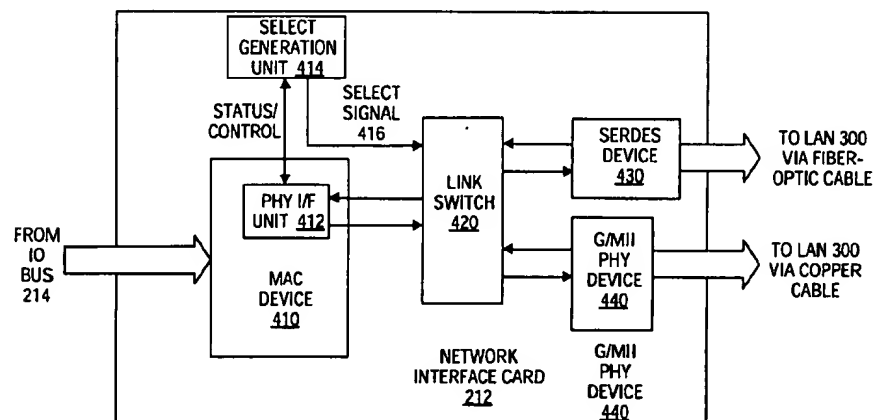 SELECT
GENERATION
UNIT 414
STATUS/
CONTROL
SELECT
SIGNAL
416
PHY I/F
UNIT 412
MAC
DEVICE
410
FROM
IO
BUS
214
LINK
SWITCH
420
SERDES
DEVICE
430
TO LAN 300
VIA FIBER-
OPTIC CABLE
G/MII
PHY
DEVICE
440
TO LAN 300
VIA COPPER
CABLE
NETWORK
INTERFACE CARD
212
G/MII
PHY
DEVICE
440